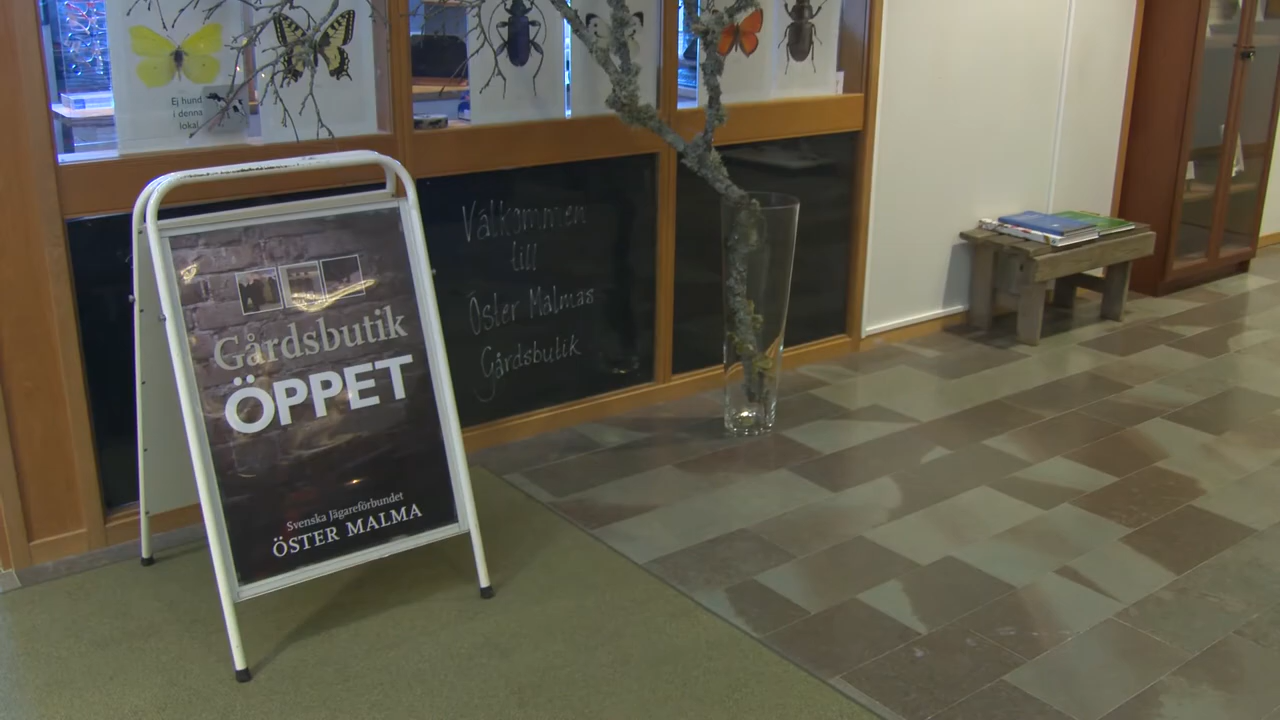 Ej hund
i denna
lokal
Välkommen
till
Öster Malmas
Gårdsbutik
Gårdsbutik
ÖPPET
Svenska Jägareförbundet
ÖSTER MALMA